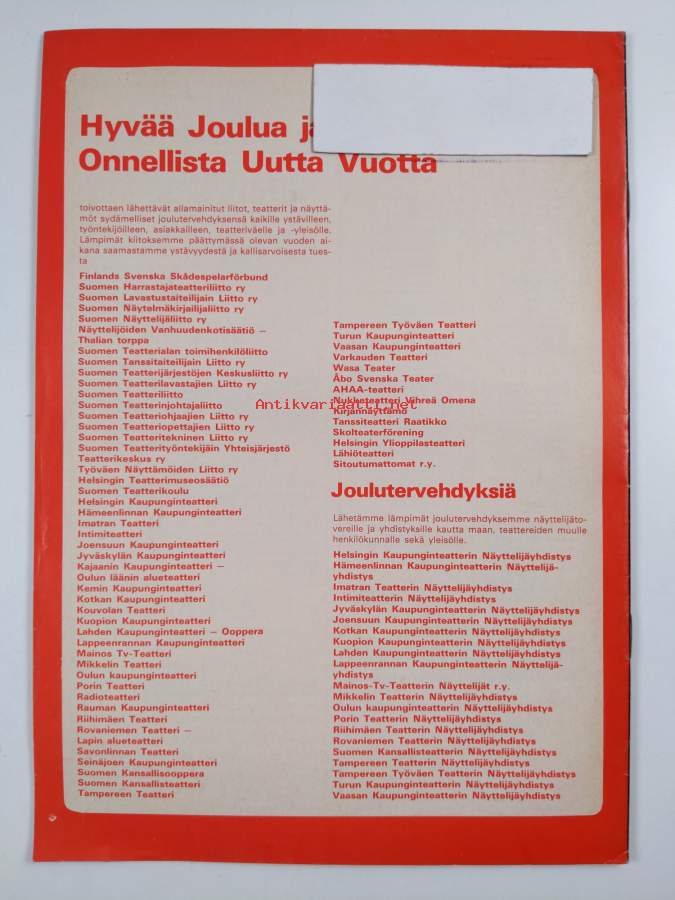 Hyvää Joulua ja
Onnellista Uutta Vuotta
toivottaen lähettävät allamainitut liitot, teatterit ja näyttä-
möt sydämelliset joulutervehdyksensä kaikille ystävilleen,
työntekijöilleen, asiakkailleen, teatteriväelle ja -yleisölle.
Lämpimät kiitoksemme päättymässä olevan vuoden ai-
kana saamastamme ystävyydestä ja kallisarvoisesta tues-
ta
Finlands Svenska Skådespelarförbund
Suomen Harrastajateatteriliitto ry
Suomen Lavastustaiteilijain Liitto ry
Suomen Näytelmäkirjailijaliitto ry
Suomen Näyttelijäliitto ry
Näyttelijöiden Vanhuudenkotisäätiö —
Thalian torppa
Suomen Teatterialan toimihenkilöliitto
Suomen Tanssitaiteilijain Liitto ry
Suomen Teatterijärjestöjen Keskusliitto ry
Suomen Teatterilavastajien Liitto ry
Suomen Teatteriliitto
Suomen Teatterinjohtajaliitto
Suomen Teatteriohjaajien Liitto ry
Suomen Teatteriopettajien Liitto ry
Suomen Teatteritekninen Liitto ry
Suomen Teatterityöntekijäin Yhteisjärjestö
Teatterikeskus ry
Työväen Näyttämöiden Liitto ry
Helsingin Teatterimuseosäätiö
Suomen Teatterikoulu
Helsingin Kaupunginteatteri
Hämeenlinnan Kaupunginteatteri
Imatran Teatteri
Intimiteatteri
Joensuun Kaupunginteatteri
Jyväskylän Kaupunginteatteri
Kajaanin Kaupunginteatteri —
Oulun läänin alueteatteri
Kemin Kaupunginteatteri
Kotkan Kaupunginteatteri
Kouvolan Teatteri
Kuopion Kaupunginteatteri
Lahden Kaupunginteatteri — Ooppera
Lappeenrannan Kaupunginteatteri
Mainos Tv-Teatteri
Mikkelin Teatteri
Oulun kaupunginteatteri
Porin Teatteri
Radioteatteri
Rauman Kaupunginteatteri
Riihimäen Teatteri
Rovaniemen Teatteri —
Lapin alueteatteri
Savonlinnan Teatteri
Seinäjoen Kaupunginteatteri
Suomen Kansallisooppera
Suomen Kansallisteatteri
Tampereen Teatteri
Tampereen Työväen Teatteri
Turun Kaupunginteatteri
Vaasan Kaupunginteatteri
Varkauden Teatteri
Wasa Teater
Åbo Svenska Teater
AHAA-teatteri
Nukketeatteri Vihreä Omena
Kirjannäyttämö
Tanssiteatteri Raatikko
Skolteaterförening
Helsingin Ylioppilasteatteri
Lähiöteatteri
Sitoutumattomat r.y.
Joulutervehdyksiä
Lähetämme lämpimät joulutervehdyksemme näyttelijäto-
vereille ja yhdistyksille kautta maan, teattereiden muulle
henkilökunnalle sekä yleisölle.
Helsingin Kaupunginteatterin Näyttelijäyhdistys
Hämeenlinnan Kaupunginteatterin Näyttelijä-
yhdistys
Imatran Teatterin Näyttelijäyhdistys
Intimiteatterin Näyttelijäyhdistys
Jyväskylän Kaupunginteatterin Näyttelijäyhdistys
Joensuun Kaupunginteatterin Näyttelijäyhdistys
Kotkan Kaupunginteatterin Näyttelijäyhdistys
Kuopion Kaupunginteatterin Näyttelijäyhdistys
Lahden Kaupunginteatterin Näyttelijäyhdistys
Lappeenrannan Kaupunginteatterin Näyttelijä-
yhdistys
Mainos-Tv-Teatterin Näyttelijät r.y.
Mikkelin Teatterin Näyttelijäyhdistys
Oulun kaupunginteatterin Näyttelijäyhdistys
Porin Teatterin Näyttelijäyhdistys
Riihimäen Teatterin Näyttelijäyhdistys
Rovaniemen Teatterin Näyttelijäyhdistys
Suomen Kansallisteatterin Näyttelijäyhdistys
Tampereen Teatterin Näyttelijäyhdistys
Tampereen Työväen Teatterin Näyttelijäyhdistys
Turun Kaupunginteatterin Näyttelijäyhdistys
Vaasan Kaupunginteatterin Näyttelijäyhdistys
Antikvariaatti.net